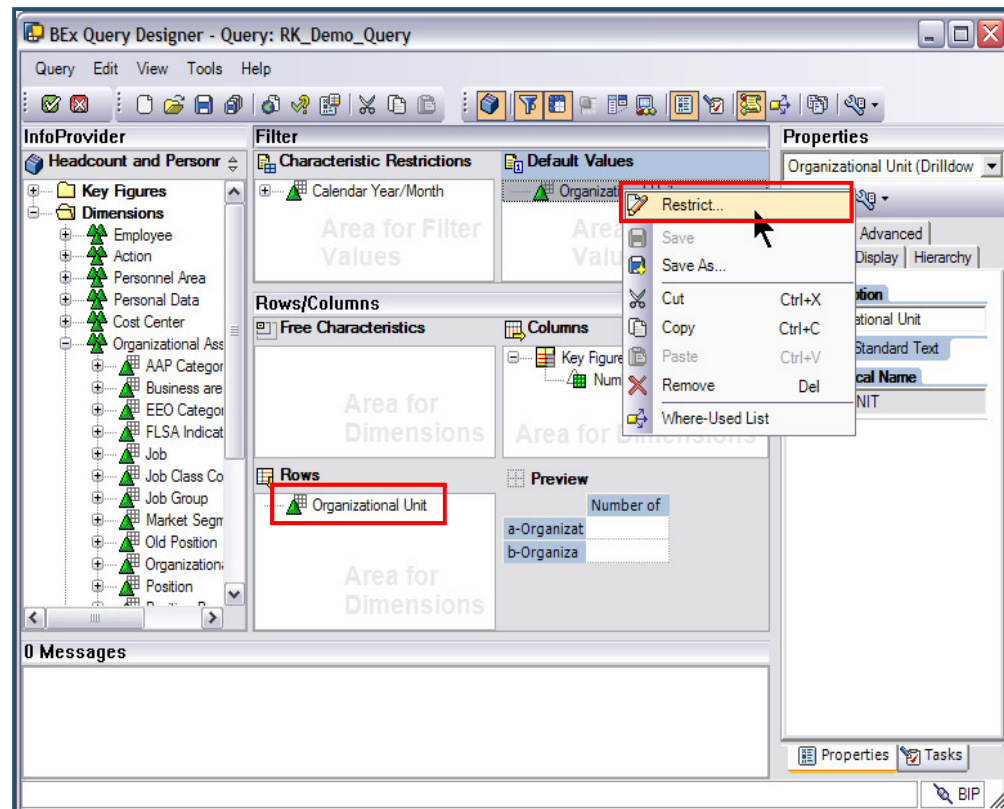 BEx Query Designer - Query: RK_Demo_Query
Query Edit View Tools Help
InfoProvider
Headcount and Personr
Key Figures
Dimensions
Employee
Action
Personnel Area
Personal Data
Cost Center
Organizational Ass
AAP Categor
Business are
EEO Categor
FLSA Indicat
Job
Job Class Co
Job Group
Market Segm
Old Position
Organization
Position
Filter
Characteristic Restrictions
Calendar Year/Month
Area for Filter
Values
Default Values
Organizati
Area
Valu
Restrict...
Save
Save As...
Cut Ctrl+X
Copy Ctrl+C
Paste Ctrl+V
Remove Del
Where-Used List
Rows/Columns
Free Characteristics
Area for
Dimensions
Columns
Key Figure
Num
Area for Dimensions
Rows
Organizational Unit
Area for
Dimensions
Preview
Number of
a-Organizat
b-Organiza
Properties
Organizational Unit (Drilldow
Advanced
Display Hierarchy
ption
ational Unit
Standard Text
cal Name
NIT
Properties Tasks
0 Messages
BIP